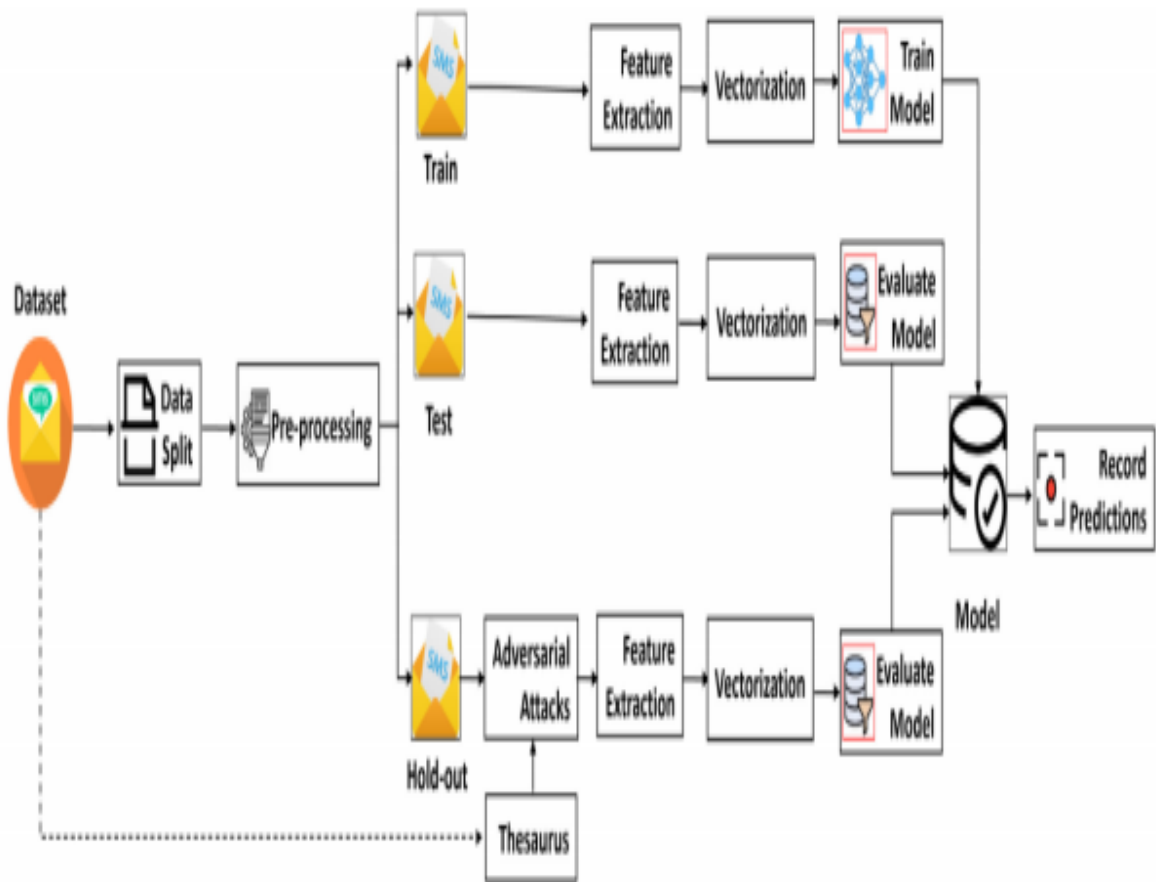 SMS
Train
Feature
Extraction
Vectorization
Train
Model
SMS
Test
Feature
Extraction
Vectorization
Evaluate
Model
Dataset
Data
Split
Pre-processing
Model
Record
Predictions
SMS
Hold-out
Adversarial
Attacks
Feature
Extraction
Vectorization
Evaluate
Model
Thesaurus